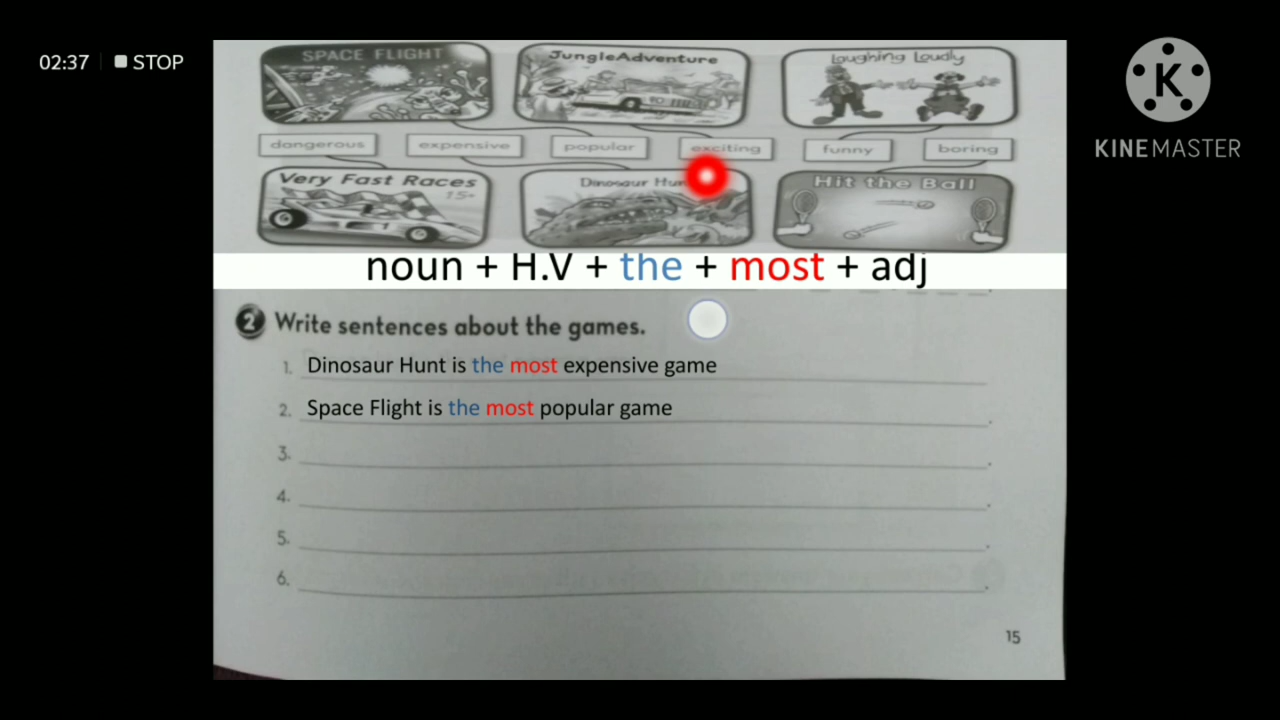 02:37 STOP
KINEMASTER
SPACE FLIGHT JungleAdventure Laughing Loudly
dangerous expensive popular exciting funny boring
Very Fast Races Dinosaur Hun Hit the Ball
15+
noun + H.V + the + most + adj
2 Write sentences about the games.
1. Dinosaur Hunt is the most expensive game
2. Space Flight is the most popular game.
3. .
4. .
5. .
6. .
15